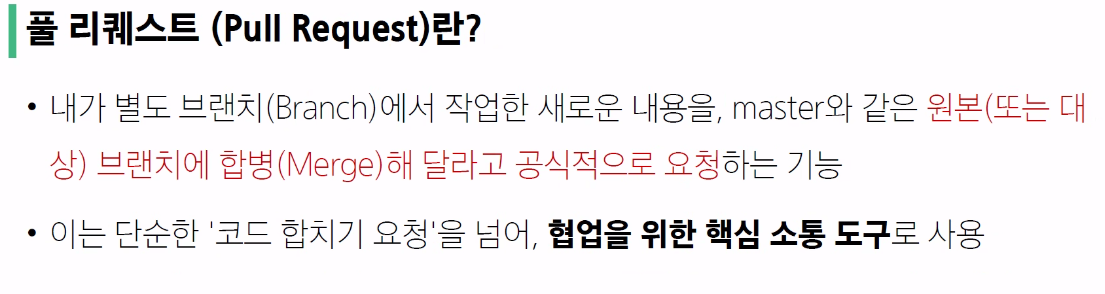 풀 리퀘스트 (Pull Request)란?
• 내가 별도 브랜치(Branch)에서 작업한 새로운 내용을, master와 같은 원본(또는 대
상) 브랜치에 합병(Merge)해 달라고 공식적으로 요청하는 기능
• 이는 단순한 '코드 합치기 요청'을 넘어, 협업을 위한 핵심 소통 도구로 사용